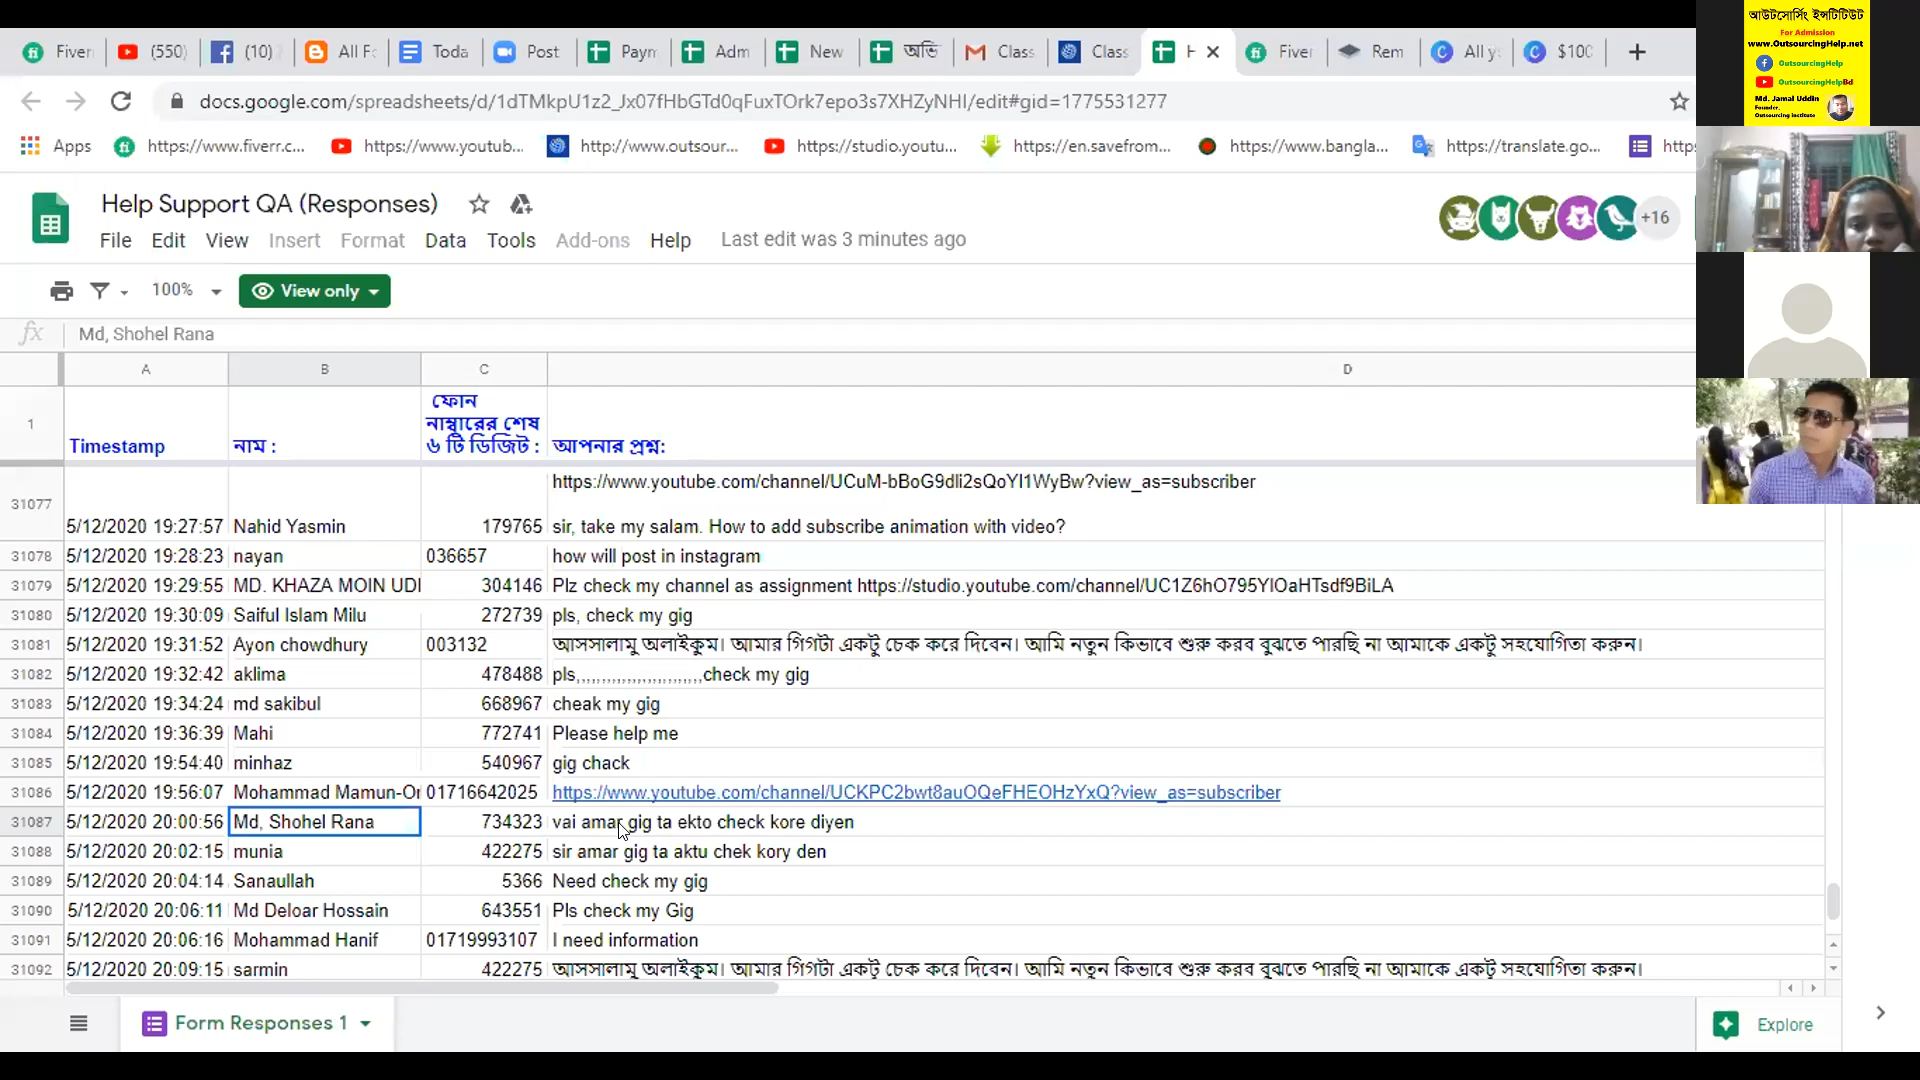 Fiverr
(550)
(10)
All Fo
Toda
Post
Payn
Adm
New
অভি
Class
Class
H
Fiver
Rem
All yo
$100
docs.google.com/spreadsheets/d/1dTMkpU1z2_Jx07fHbGTd0qFuxTOrk7epo3s7XHZyNHI/edit#gid=1775531277
Apps
https://www.fiverr.c...
https://www.youtub...
http://www.outsour...
https://studio.youtu...
https://en.savefrom...
https://www.bangla...
https://translate.go...
https
Help Support QA (Responses)
+16
File Edit View Insert Format Data Tools Add-ons Help Last edit was 3 minutes ago
100% View only
fx Md, Shohel Rana
A B C D
1 Timestamp নাম : ফোন
নাম্বারের শেষ
৬ টি ডিজিট : আপনার প্রশ্ন:
https://www.youtube.com/channel/UCuM-bBoG9dli2sQoYI1WyBw?view_as=subscriber
31077 5/12/2020 19:27:57 Nahid Yasmin 179765 sir, take my salam. How to add subscribe animation with video?
31078 5/12/2020 19:28:23 nayan 036657 how will post in instagram
31079 5/12/2020 19:29:55 MD. KHAZA MOIN UDI 304146 Plz check my channel as assignment https://studio.youtube.com/channel/UC1Z6hO795YlOaHTsdf9BiLA
31080 5/12/2020 19:30:09 Saiful Islam Milu 272739 pls, check my gig
31081 5/12/2020 19:31:52 Ayon chowdhury 003132 আসসালামু অলাইকুম। আমার গিগটা একটু চেক করে দিবেন। আমি নতুন কিভাবে শুরু করব বুঝতে পারছি না আমাকে একটু সহযোগিতা করুন।
31082 5/12/2020 19:32:42 aklima 478488 pls,,,,,,,,,,,,,,,,,,,,,,,,,check my gig
31083 5/12/2020 19:34:24 md sakibul 668967 cheak my gig
31084 5/12/2020 19:36:39 Mahi 772741 Please help me
31085 5/12/2020 19:54:40 minhaz 540967 gig chack
31086 5/12/2020 19:56:07 Mohammad Mamun-Or 01716642025 https://www.youtube.com/channel/UCKPC2bwt8auOQeFHEOHzYxQ?view_as=subscriber
31087 5/12/2020 20:00:56 Md, Shohel Rana 734323 vai amar gig ta ekto check kore diyen
31088 5/12/2020 20:02:15 munia 422275 sir amar gig ta aktu chek kory den
31089 5/12/2020 20:04:14 Sanaullah 5366 Need check my gig
31090 5/12/2020 20:06:11 Md Deloar Hossain 643551 Pls check my Gig
31091 5/12/2020 20:06:16 Mohammad Hanif 01719993107 I need information
31092 5/12/2020 20:09:15 sarmin 422275 আসসালামু অলাইকুম। আমার গিগটা একটু চেক করে দিবেন। আমি নতুন কিভাবে শুরু করব বুঝতে পারছি না আমাকে একটু সহযোগিতা করুন।
Form Responses 1
Explore
আউটসোর্সিং ইন্সটিটিউট
For Admission
www.OutsourcingHelp.net
OutsourcingHelp
OutsourcingHelpBd
Md. Jamal Uddin
Founder,
Outsourcing Institute